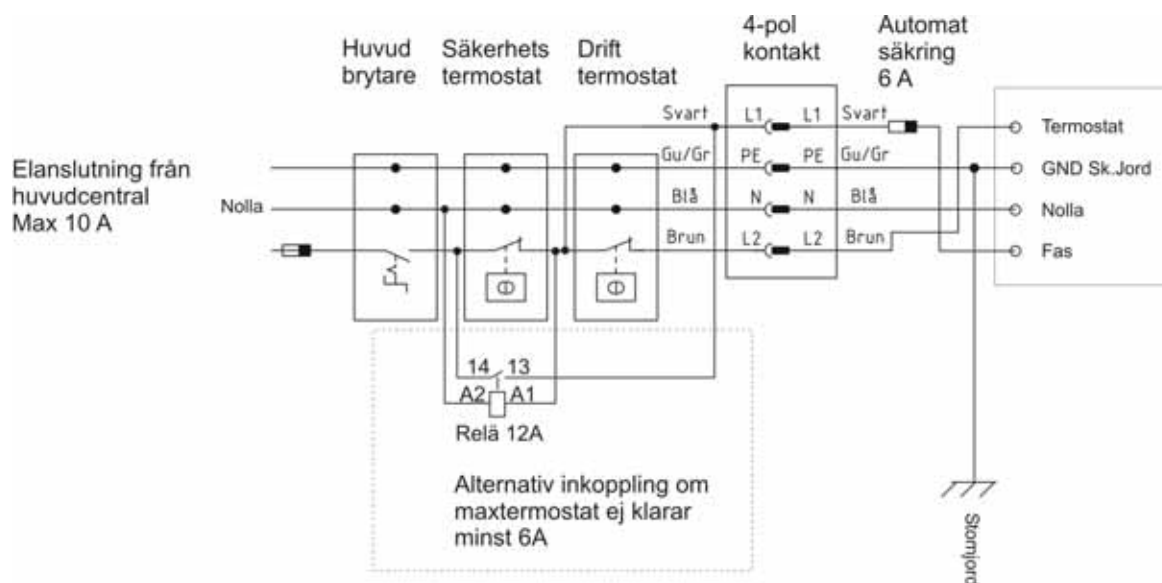 Huvud
brytare
Säkerhets
termostat
Drift
termostat
4-pol
kontakt
Automat
säkring
6 A
Svart L1 L1 Svart
Termostat
Elanslutning från
huvudcentral
Max 10 A
Gu/Gr PE PE Gu/Gr
GND Sk.Jord
Nolla
Blå N N Blå
Nolla
Brun L2 L2 Brun
Fas
14 13
A2 A1
Relä 12A
Alternativ inkoppling om
maxtermostat ej klarar
minst 6A
Stomjord